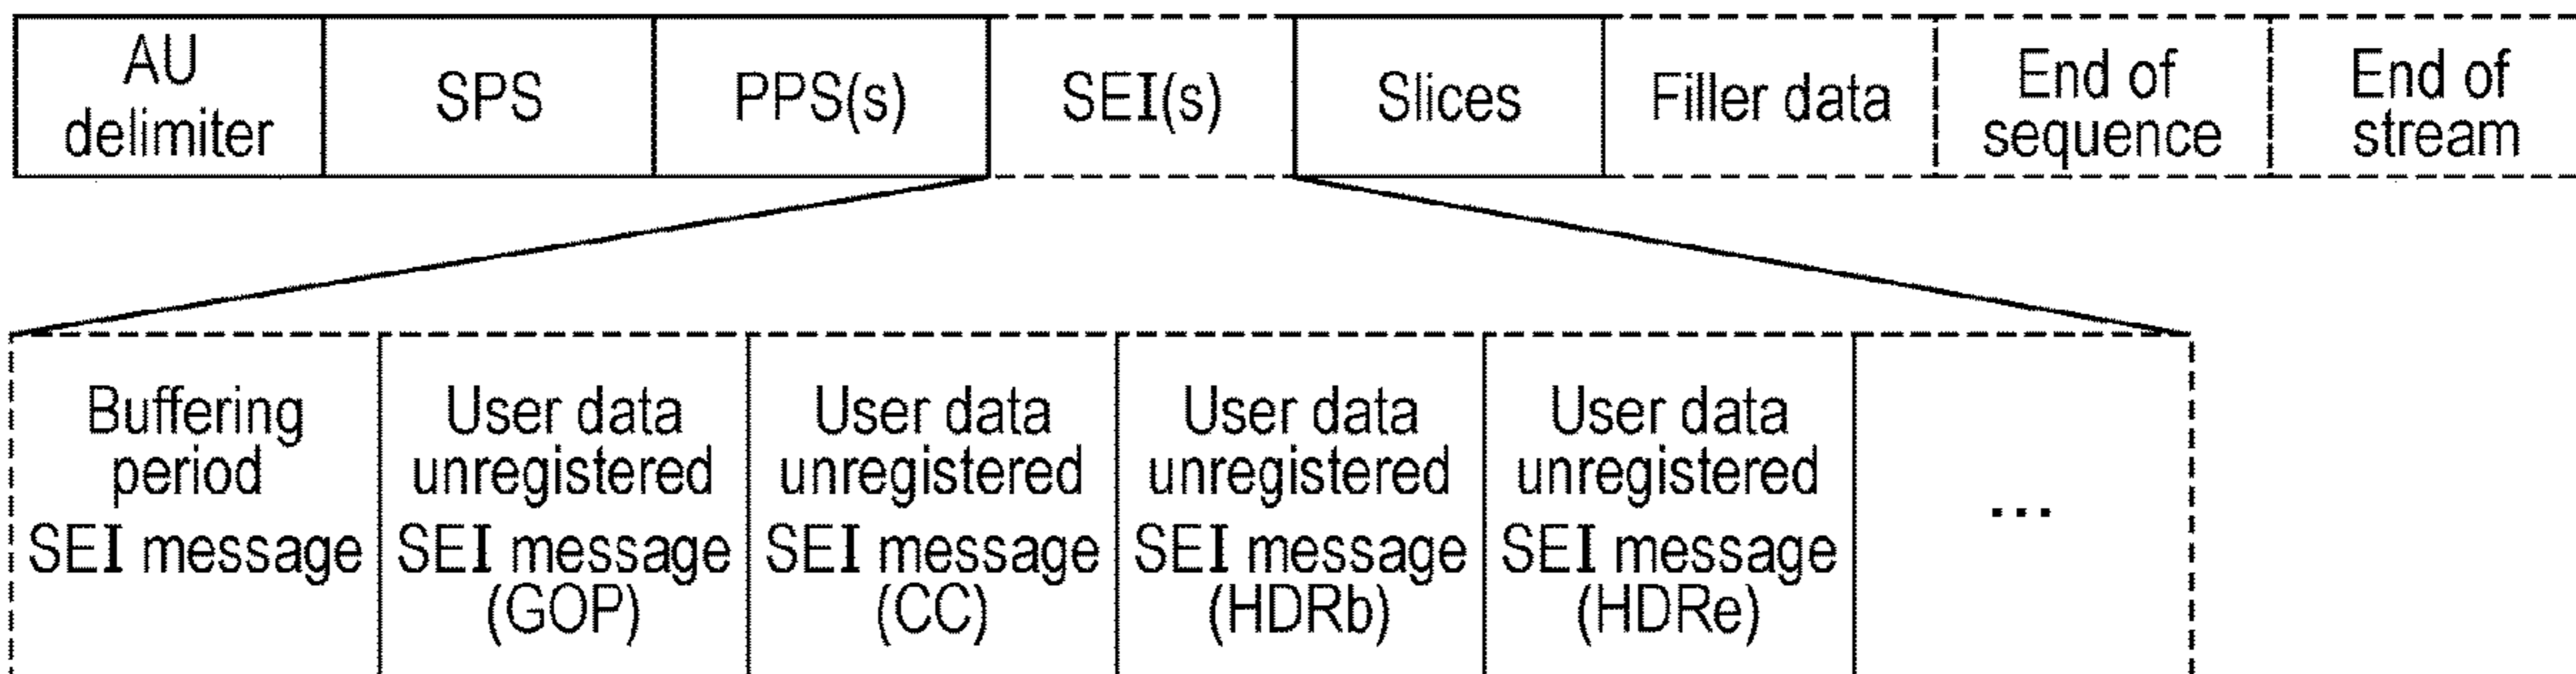 AU
delimiter
SPS
PPS(s)
SEI(s)
Slices
Filler data
End of
sequence
End of
stream
Buffering
period
SEI message
User data
unregistered
SEI message
(GOP)
User data
unregistered
SEI message
(CC)
User data
unregistered
SEI message
(HDRb)
User data
unregistered
SEI message
(HDRe)
...